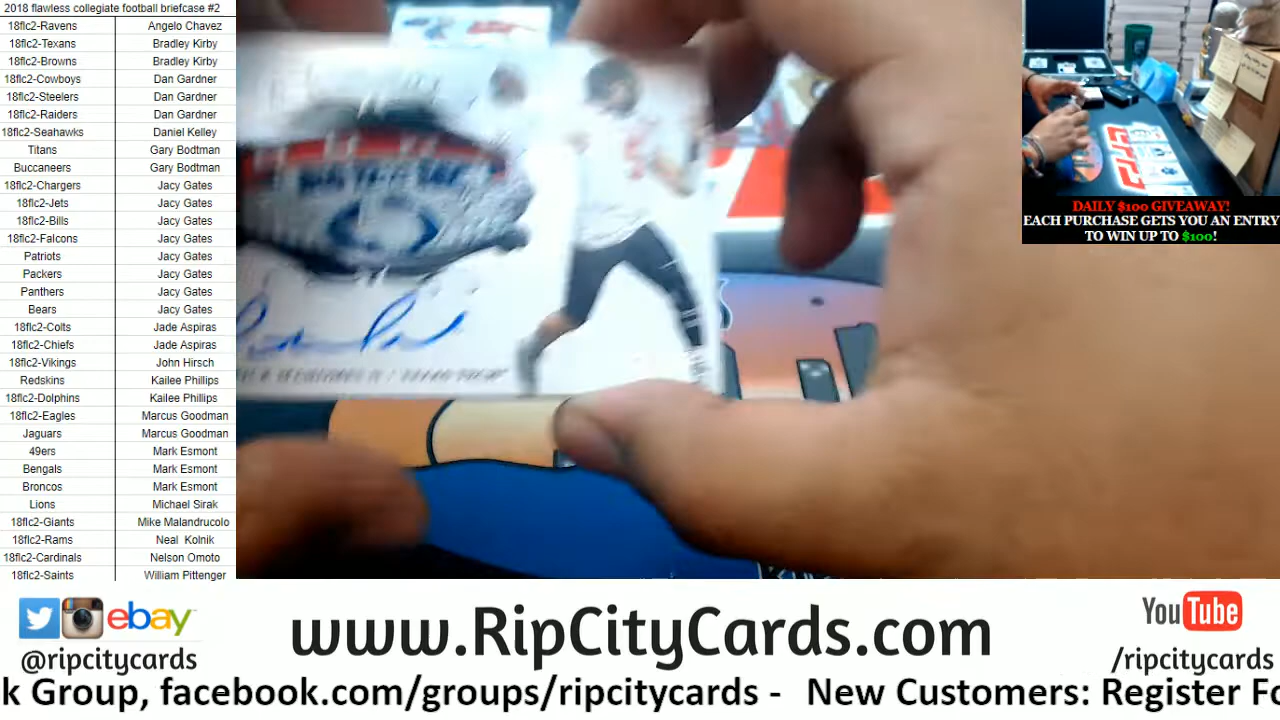 2018 flawless collegiate football briefcase #2
18flc2-Ravens Angelo Chavez
18flc2-Texans Bradley Kirby
18flc2-Browns Bradley Kirby
18flc2-Cowboys Dan Gardner
18flc2-Steelers Dan Gardner
18flc2-Raiders Dan Gardner
18flc2-Seahawks Daniel Kelley
Titans Gary Bodtman
Buccaneers Gary Bodtman
18flc2-Chargers Jacy Gates
18flc2-Jets Jacy Gates
18flc2-Bills Jacy Gates
18flc2-Falcons Jacy Gates
Patriots Jacy Gates
Packers Jacy Gates
Panthers Jacy Gates
Bears Jacy Gates
18flc2-Colts Jade Aspiras
18flc2-Chiefs Jade Aspiras
18flc2-Vikings John Hirsch
Redskins Kailee Phillips
18flc2-Dolphins Kailee Phillips
18flc2-Eagles Marcus Goodman
Jaguars Marcus Goodman
49ers Mark Esmont
Bengals Mark Esmont
Broncos Mark Esmont
Lions Michael Sirak
18flc2-Giants Mike Malandrucolo
18flc2-Rams Neal Kolnik
18flc2-Cardinals Nelson Omoto
18flc2-Saints William Pittenger
DAILY $100 GIVEAWAY!
EACH PURCHASE GETS YOU AN ENTRY
TO WIN UP TO $100!
ebay
@ripcitycards
www.RipCityCards.com
YouTube
/ripcitycards
k Group, facebook.com/groups/ripcitycards - New Customers: Register Fo